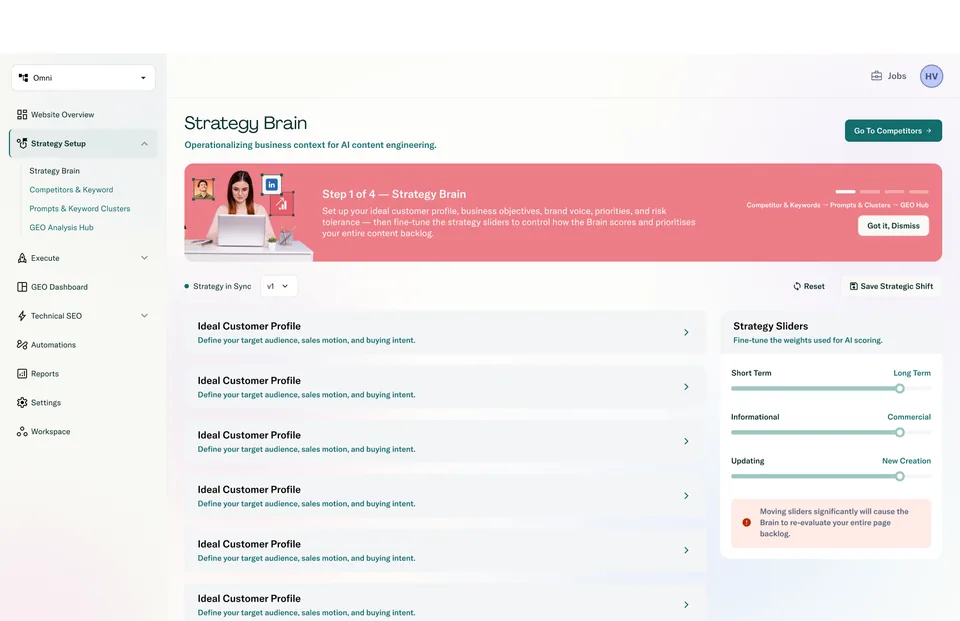 Omni
Jobs
HV
Website Overview
Strategy Setup
Strategy Brain
Competitors & Keyword
Prompts & Keyword Clusters
GEO Analysis Hub
Execute
GEO Dashboard
Technical SEO
Automations
Reports
Settings
Workspace
Strategy Brain
Operationalizing business context for AI content engineering.
Go To Competitors →
in
Step 1 of 4 — Strategy Brain
Set up your ideal customer profile, business objectives, brand voice, priorities, and risk
tolerance — then fine-tune the strategy sliders to control how the Brain scores and prioritises
your entire content backlog.
Competitor & Keywords → Prompts & Clusters → GEO Hub
Got it, Dismiss
Strategy in Sync
v1
Reset
Save Strategic Shift
Ideal Customer Profile
Define your target audience, sales motion, and buying intent.
Ideal Customer Profile
Define your target audience, sales motion, and buying intent.
Ideal Customer Profile
Define your target audience, sales motion, and buying intent.
Ideal Customer Profile
Define your target audience, sales motion, and buying intent.
Ideal Customer Profile
Define your target audience, sales motion, and buying intent.
Ideal Customer Profile
Define your target audience, sales motion, and buying intent.
Strategy Sliders
Fine-tune the weights used for AI scoring.
Short Term
Long Term
Informational
Commercial
Updating
New Creation
Moving sliders significantly will cause the
Brain to re-evaluate your entire page
backlog.